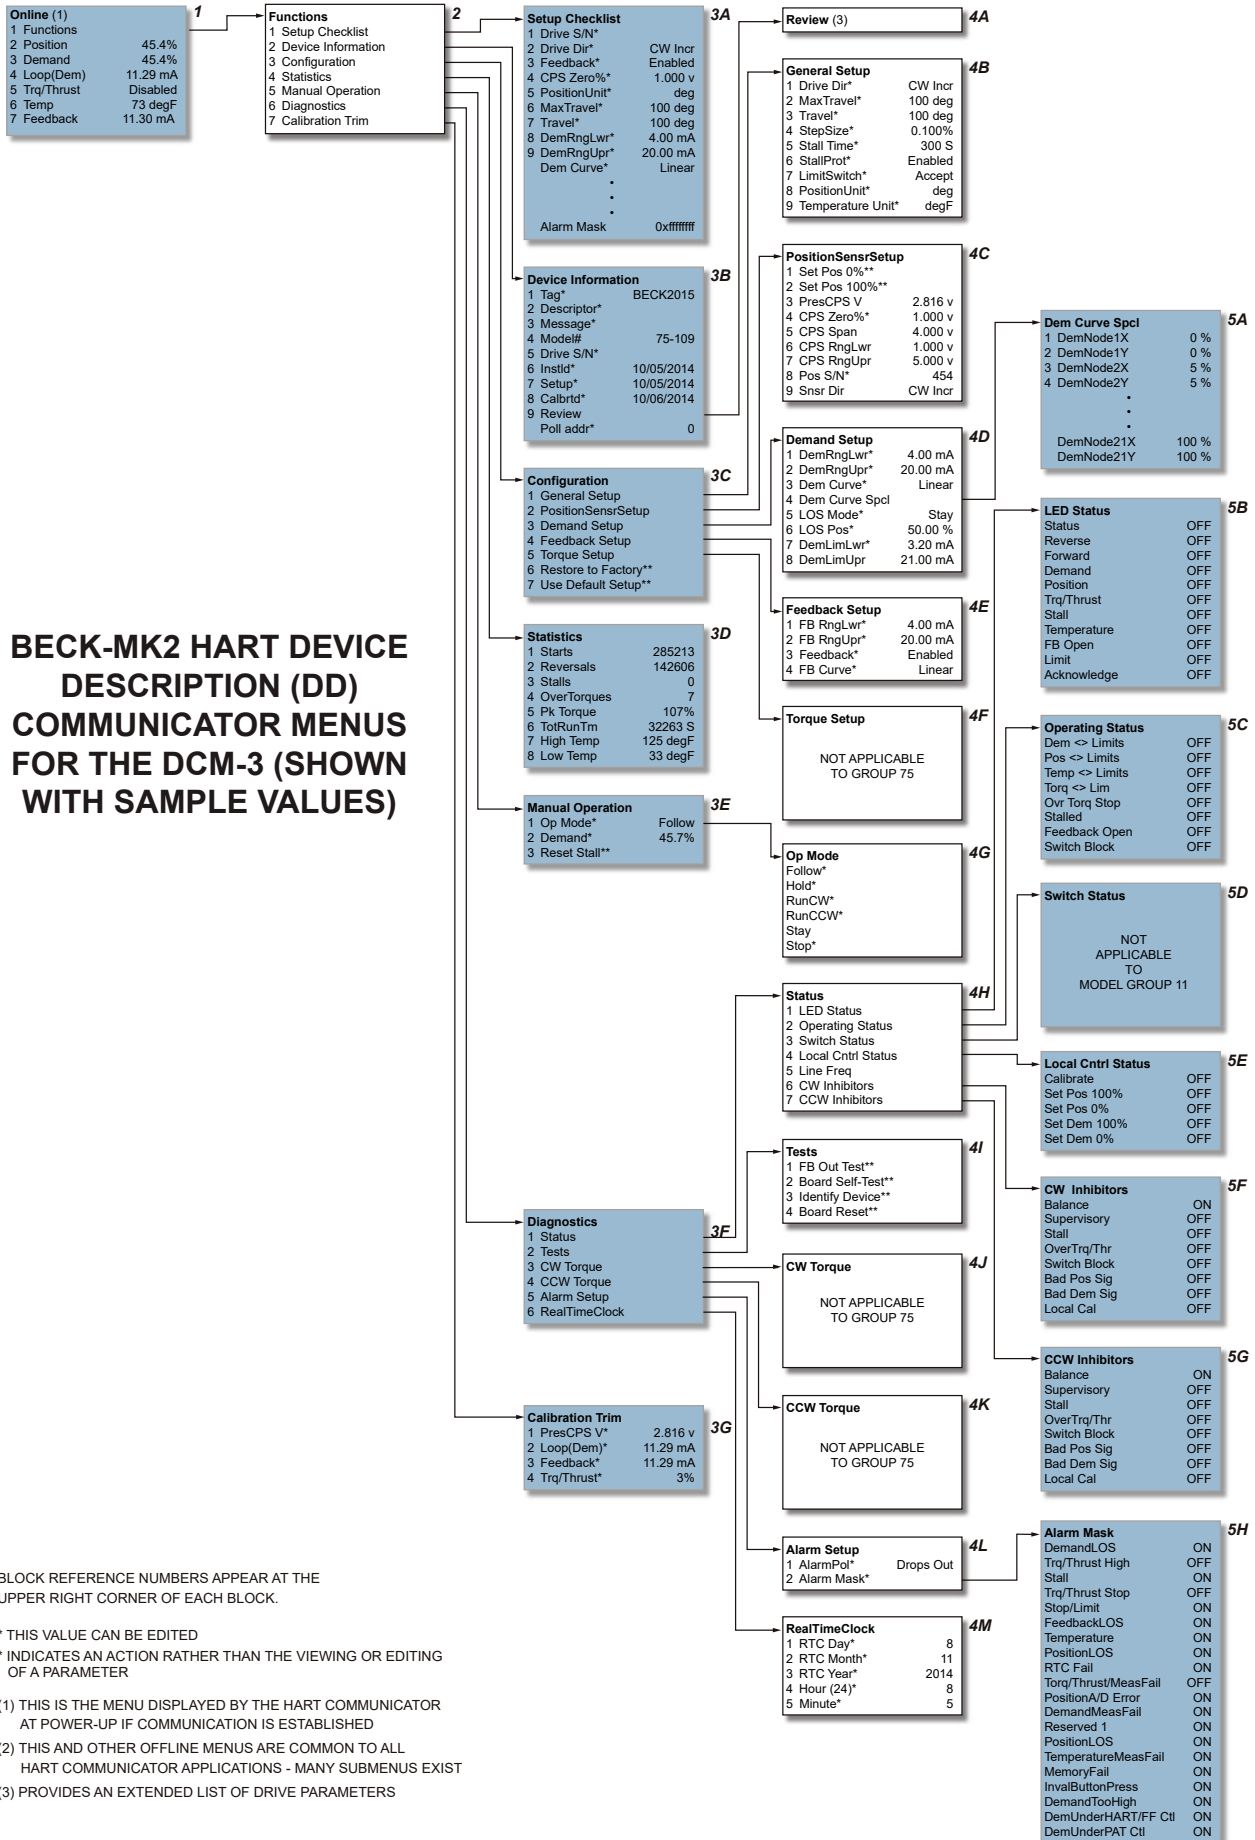 Online (1)
1 Functions
2 Position 45.4%
3 Demand 45.4%
4 Loop(Dem) 11.29 mA
5 Trq/Thrust Disabled
6 Temp 73 degF
7 Feedback 11.30 mA
1
Functions
1 Setup Checklist
2 Device Information
3 Configuration
4 Statistics
5 Manual Operation
6 Diagnostics
7 Calibration Trim
2
Setup Checklist
1 Drive S/N*
2 Drive Dir* CW Incr
3 Feedback* Enabled
4 CPS Zero%* 1.000 v
5 PositionUnit* deg
6 MaxTravel* 100 deg
7 Travel* 100 deg
8 DemRngLwr* 4.00 mA
9 DemRngUpr* 20.00 mA
Dem Curve* Linear
•
•
•
Alarm Mask 0xffffffff
3A
Device Information
1 Tag* BECK2015
2 Descriptor*
3 Message*
4 Model# 75-109
5 Drive S/N*
6 Instld* 10/05/2014
7 Setup* 10/05/2014
8 Calbrtd* 10/06/2014
9 Review
Poll addr* 0
3B
Configuration
1 General Setup
2 PositionSensrSetup
3 Demand Setup
4 Feedback Setup
5 Torque Setup
6 Restore to Factory**
7 Use Default Setup**
3C
Statistics
1 Starts 285213
2 Reversals 142606
3 Stalls 0
4 OverTorques 7
5 Pk Torque 107%
6 TotRunTm 32263 S
7 High Temp 125 degF
8 Low Temp 33 degF
3D
Manual Operation
1 Op Mode* Follow
2 Demand* 45.7%
3 Reset Stall**
3E
Diagnostics
1 Status
2 Tests
3 CW Torque
4 CCW Torque
5 Alarm Setup
6 RealTimeClock
3F
Calibration Trim
1 PresCPS V* 2.816 v
2 Loop(Dem)* 11.29 mA
3 Feedback* 11.29 mA
4 Trq/Thrust* 3%
3G
Review (3)
4A
General Setup
1 Drive Dir* CW Incr
2 MaxTravel* 100 deg
3 Travel* 100 deg
4 StepSize* 0.100%
5 Stall Time* 300 S
6 StallProt* Enabled
7 LimitSwitch* Accept
8 PositionUnit* deg
9 Temperature Unit* degF
4B
PositionSensrSetup
1 Set Pos 0%**
2 Set Pos 100%**
3 PresCPS V 2.816 v
4 CPS Zero%* 1.000 v
5 CPS Span 4.000 v
6 CPS RngLwr 1.000 v
7 CPS RngUpr 5.000 v
8 Pos S/N* 454
9 Snsr Dir CW Incr
4C
Demand Setup
1 DemRngLwr* 4.00 mA
2 DemRngUpr* 20.00 mA
3 Dem Curve* Linear
4 Dem Curve Spcl
5 LOS Mode* Stay
6 LOS Pos* 50.00 %
7 DemLimLwr* 3.20 mA
8 DemLimUpr 21.00 mA
4D
Feedback Setup
1 FB RngLwr* 4.00 mA
2 FB RngUpr* 20.00 mA
3 Feedback* Enabled
4 FB Curve* Linear
4E
Torque Setup
NOT APPLICABLE
TO GROUP 75
4F
Op Mode
Follow*
Hold*
RunCW*
RunCCW*
Stay
Stop*
4G
Status
1 LED Status
2 Operating Status
3 Switch Status
4 Local Cntrl Status
5 Line Freq
6 CW Inhibitors
7 CCW Inhibitors
4H
Tests
1 FB Out Test**
2 Board Self-Test**
3 Identify Device**
4 Board Reset**
4I
CW Torque
NOT APPLICABLE
TO GROUP 75
4J
CCW Torque
NOT APPLICABLE
TO GROUP 75
4K
Alarm Setup
1 AlarmPol* Drops Out
2 Alarm Mask*
4L
RealTimeClock
1 RTC Day* 8
2 RTC Month* 11
3 RTC Year* 2014
4 Hour (24)* 8
5 Minute* 5
4M
Dem Curve Spcl
1 DemNode1X 0 %
2 DemNode1Y 0 %
3 DemNode2X 5 %
4 DemNode2Y 5 %
•
•
•
DemNode21X 100 %
DemNode21Y 100 %
5A
LED Status
Status OFF
Reverse OFF
Forward OFF
Demand OFF
Position OFF
Trq/Thrust OFF
Stall OFF
Temperature OFF
FB Open OFF
Limit OFF
Acknowledge OFF
5B
Operating Status
Dem <> Limits OFF
Pos <> Limits OFF
Temp <> Limits OFF
Torq <> Lim OFF
Ovr Torq Stop OFF
Stalled OFF
Feedback Open OFF
Switch Block OFF
5C
Switch Status
NOT
APPLICABLE
TO
MODEL GROUP 11
5D
Local Cntrl Status
Calibrate OFF
Set Pos 100% OFF
Set Pos 0% OFF
Set Dem 100% OFF
Set Dem 0% OFF
5E
CW Inhibitors
Balance ON
Supervisory OFF
Stall OFF
OverTrq/Thr OFF
Switch Block OFF
Bad Pos Sig OFF
Bad Dem Sig OFF
Local Cal OFF
5F
CCW Inhibitors
Balance ON
Supervisory OFF
Stall OFF
OverTrq/Thr OFF
Switch Block OFF
Bad Pos Sig OFF
Bad Dem Sig OFF
Local Cal OFF
5G
Alarm Mask
DemandLOS ON
Trq/Thrust High OFF
Stall ON
Trq/Thrust Stop OFF
Stop/Limit ON
FeedbackLOS ON
Temperature ON
PositionLOS ON
RTC Fail ON
Torq/Thrust/MeasFail OFF
PositionA/D Error ON
DemandMeasFail ON
Reserved 1 ON
PositionLOS ON
TemperatureMeasFail ON
MemoryFail ON
InvalButtonPress ON
DemandTooHigh ON
DemUnderHART/FF Ctl ON
DemUnderPAT Ctl ON
5H
BECK-MK2 HART DEVICE
DESCRIPTION (DD)
COMMUNICATOR MENUS
FOR THE DCM-3 (SHOWN
WITH SAMPLE VALUES)
BLOCK REFERENCE NUMBERS APPEAR AT THE
UPPER RIGHT CORNER OF EACH BLOCK.
* THIS VALUE CAN BE EDITED
* INDICATES AN ACTION RATHER THAN THE VIEWING OR EDITING
OF A PARAMETER
(1) THIS IS THE MENU DISPLAYED BY THE HART COMMUNICATOR
AT POWER-UP IF COMMUNICATION IS ESTABLISHED
(2) THIS AND OTHER OFFLINE MENUS ARE COMMON TO ALL
HART COMMUNICATOR APPLICATIONS - MANY SUBMENUS EXIST
(3) PROVIDES AN EXTENDED LIST OF DRIVE PARAMETERS